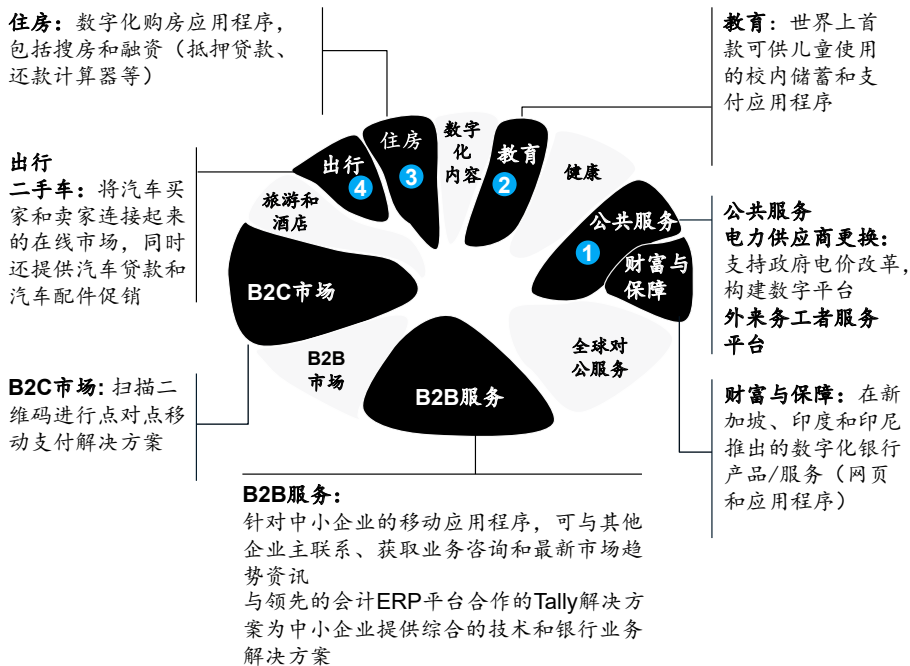 住房：数字化购房应用程序，
包括搜房和融资（抵押贷款、
还款计算器等）
教育：世界上首
款可供儿童使用
的校内储蓄和支
付应用程序
出行
二手车：将汽车买
家和卖家连接起来
的在线市场，同时
还提供汽车贷款和
汽车配件促销
数字
化
内容
住房
3
教育
2
出行
4
健康
旅游和
酒店
公共服务
1
财富与
保障
B2C市场
B2B
市场
B2B服务
全球对
公服务
公共服务
电力供应商更换：
支持政府电价改革，
构建数字平台
外来务工者服务
平台
B2C市场: 扫描二
维码进行点对点移
动支付解决方案
财富与保障：在新
加坡、印度和印尼
推出的数字化银行
产品/服务（网页
和应用程序）
B2B服务：
针对中小企业的移动应用程序，可与其他
企业主联系、获取业务咨询和最新市场趋
势资讯
与领先的会计ERP平台合作的Tally解决方
案为中小企业提供综合的技术和银行业务
解决方案